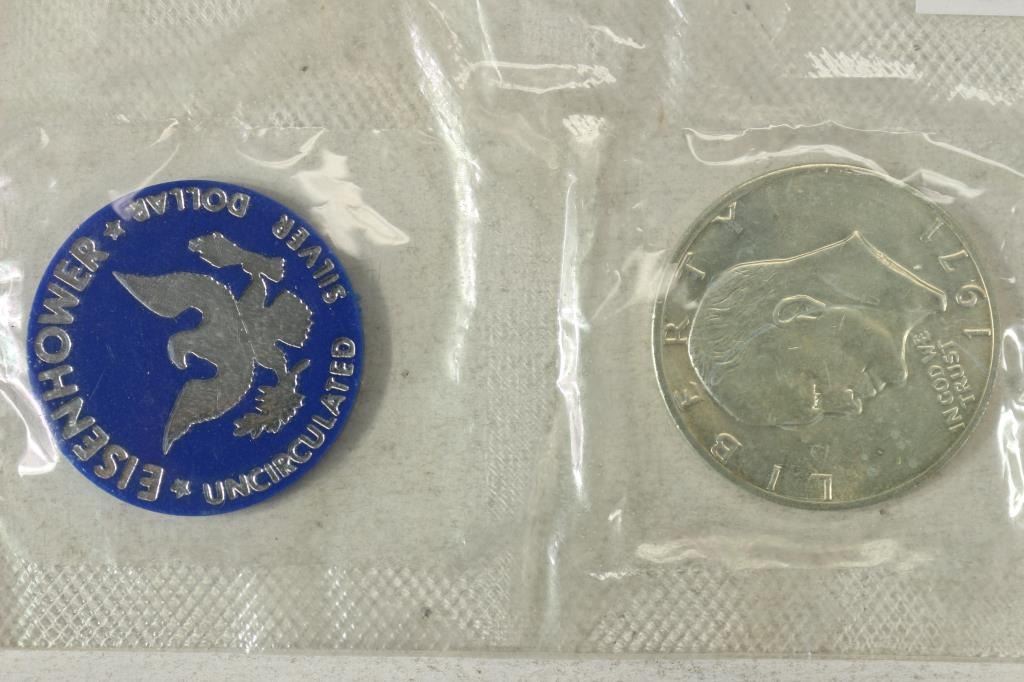 EISENHOWER
★ UNCIRCULATED SILVER DOLLAR ★
LIBERTY
IN GOD WE
TRUST
1971